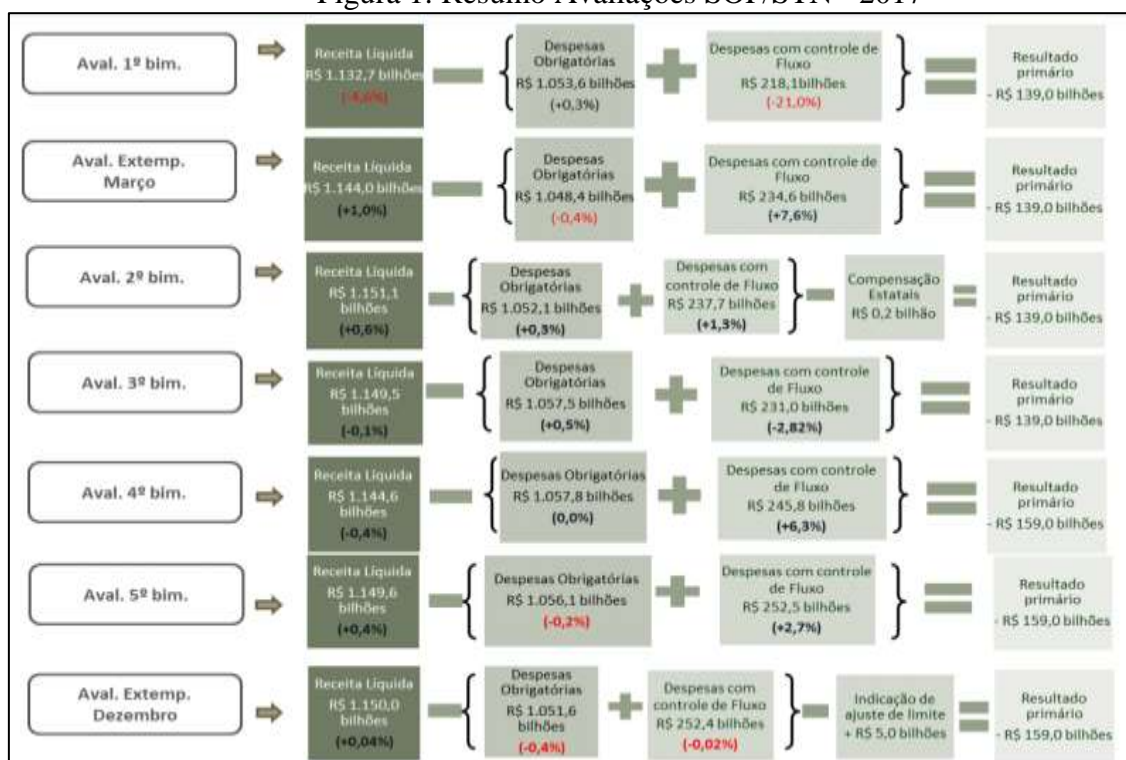 Figura 1. Resumo Avaliações SOF/STN - 2017
Aval. 1º bim.
Receita Líquida
R$ 1.132,7 bilhões
(-4,6%)
Despesas
Obrigatórias
R$ 1.053,6 bilhões
(+0,3%)
Despesas com controle de
Fluxo
R$ 218,1bilhões
(-21,0%)
Resultado
primário
- R$ 139,0 bilhões
Aval. Extemp.
Março
Receita Líquida
R$ 1.144,0 bilhões
(+1,0%)
Despesas
Obrigatórias
R$ 1.048,4 bilhões
(-0,4%)
Despesas com controle de
Fluxo
R$ 234,6 bilhões
(+7,6%)
Resultado
primário
- R$ 139,0 bilhões
Aval. 2º bim.
Receita Líquida
R$ 1.151,1
bilhões
(+0,6%)
Despesas
Obrigatórias
R$ 1.052,1 bilhões
(+0,3%)
Despesas com
controle de Fluxo
R$ 237,7 bilhões
(+1,3%)
Compensação
Estatais
R$ 0,2 bilhão
Resultado
primário
- R$ 139,0 bilhões
Aval. 3º bim.
Receita Líquida
R$ 1.149,5
bilhões
(-0,1%)
Despesas
Obrigatórias
R$ 1.057,5 bilhões
(+0,5%)
Despesas com controle
de Fluxo
R$ 231,0 bilhões
(-2,82%)
Resultado
primário
- R$ 139,0 bilhões
Aval. 4º bim.
Receita Líquida
R$ 1.144,6
bilhões
(-0,4%)
Despesas Obrigatórias
R$ 1.057,8 bilhões
(0,0%)
Despesas com controle
de Fluxo
R$ 245,8 bilhões
(+6,3%)
Resultado
primário
- R$ 159,0 bilhões
Aval. 5º bim.
Receita Líquida
R$ 1.149,6
bilhões
(+0,4%)
Despesas Obrigatórias
R$ 1.056,1 bilhões
(-0,2%)
Despesas com controle
de Fluxo
R$ 252,5 bilhões
(+2,7%)
Resultado
primário
- R$ 159,0 bilhões
Aval. Extemp.
Dezembro
Receita Líquida
R$ 1.150,0
bilhões
(+0,04%)
Despesas
Obrigatórias
R$ 1.051,6
bilhões
(-0,4%)
Despesas com
controle de Fluxo
R$ 252,4 bilhões
(-0,02%)
Indicação de
ajuste de limite
+ R$ 5,0 bilhões
Resultado
primário
- R$ 159,0 bilhões